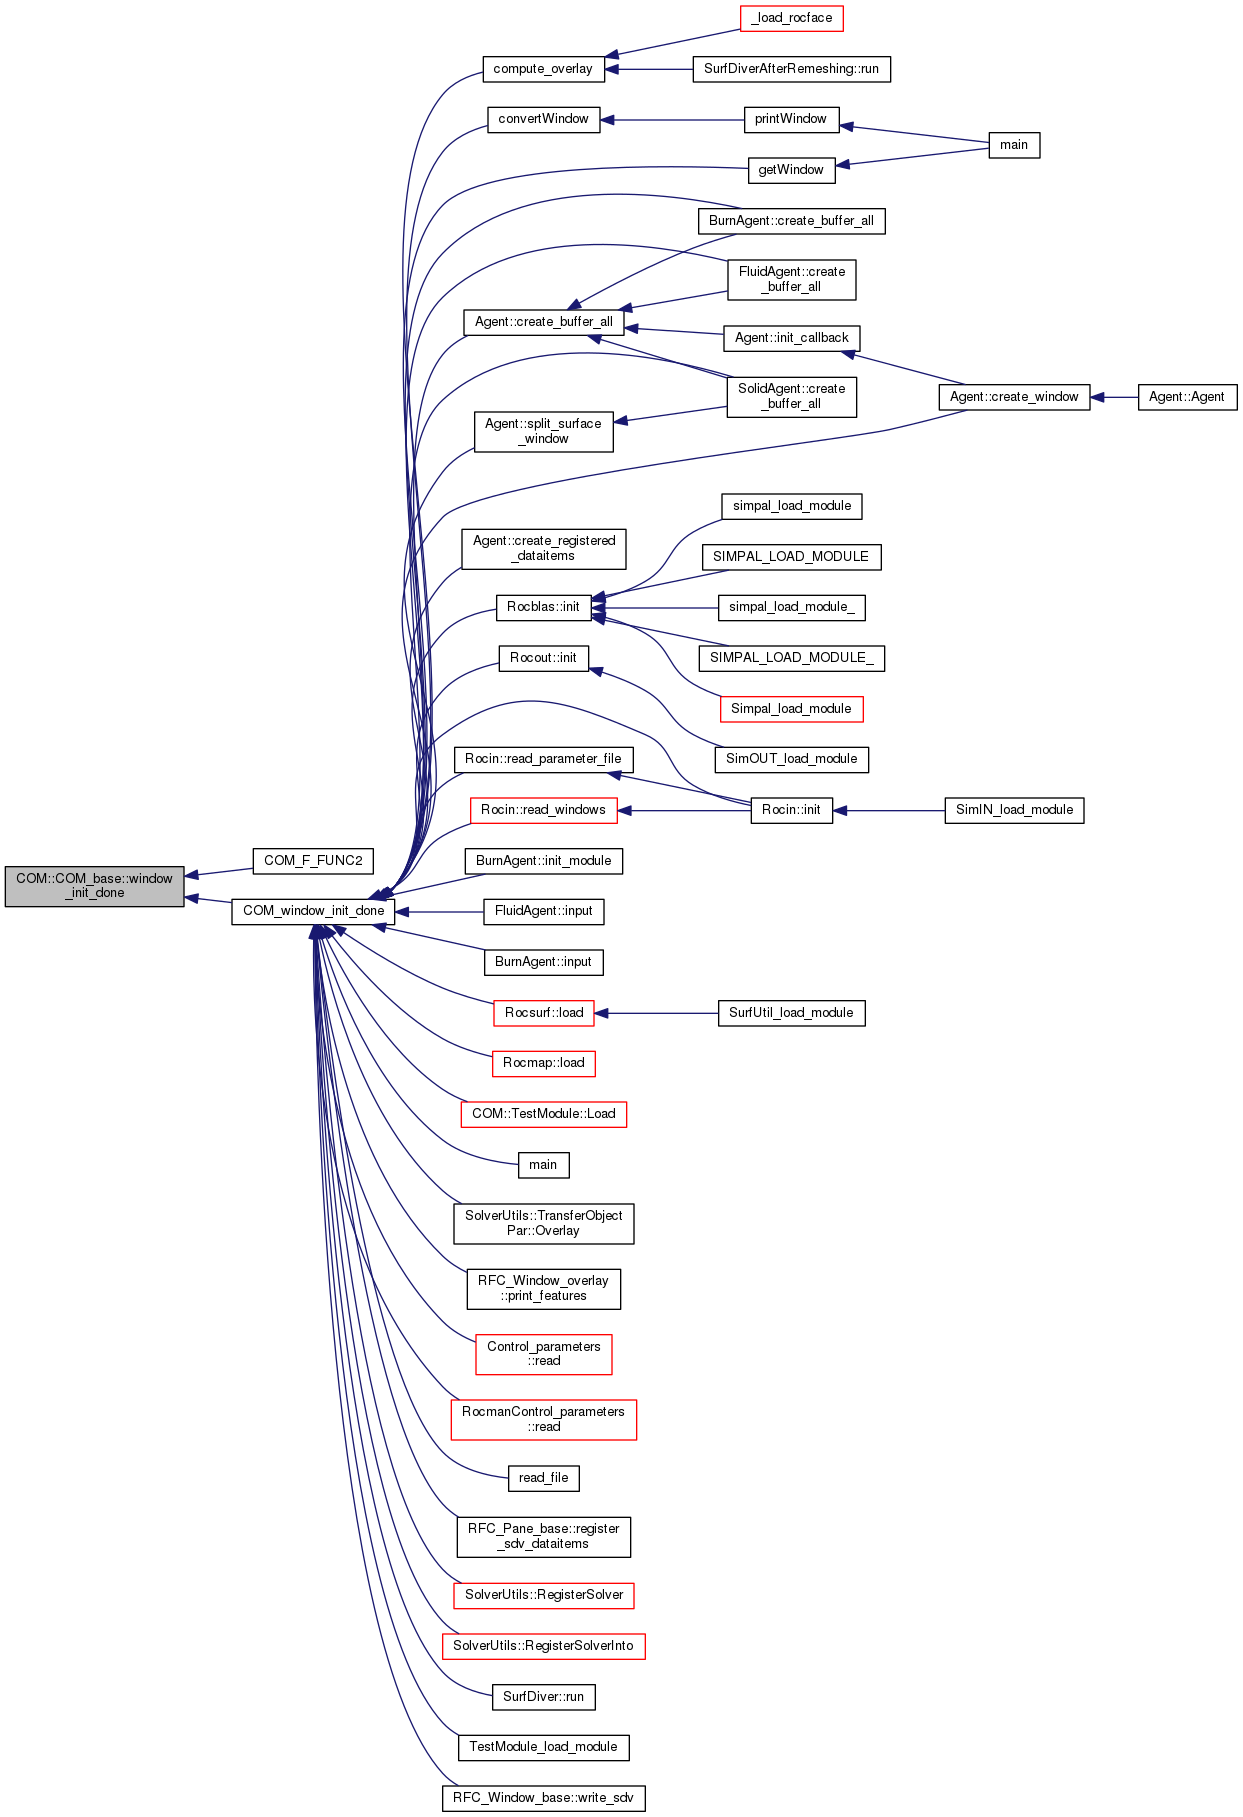 _load_rocface
compute_overlay
SurfDiverAfterRemeshing::run
convertWindow
printWindow
main
getWindow
BurnAgent::create_buffer_all
FluidAgent::create
_buffer_all
Agent::create_buffer_all
Agent::init_callback
SolidAgent::create
_buffer_all
Agent::create_window
Agent::Agent
Agent::split_surface
_window
simpal_load_module
Agent::create_registered
_dataitems
SIMPAL_LOAD_MODULE
Rocblas::init
simpal_load_module_
Rocout::init
SIMPAL_LOAD_MODULE_
Simpal_load_module
Rocin::read_parameter_file
SimOUT_load_module
Rocin::read_windows
Rocin::init
SimIN_load_module
COM::COM_base::window
_init_done
COM_F_FUNC2
BurnAgent::init_module
COM_window_init_done
FluidAgent::input
BurnAgent::input
Rocsurf::load
SurfUtil_load_module
Rocmap::load
COM::TestModule::Load
main
SolverUtils::TransferObject
Par::Overlay
RFC_Window_overlay
::print_features
Control_parameters
::read
RocmanControl_parameters
::read
read_file
RFC_Pane_base::register
_sdv_dataitems
SolverUtils::RegisterSolver
SolverUtils::RegisterSolverInto
SurfDiver::run
TestModule_load_module
RFC_Window_base::write_sdv